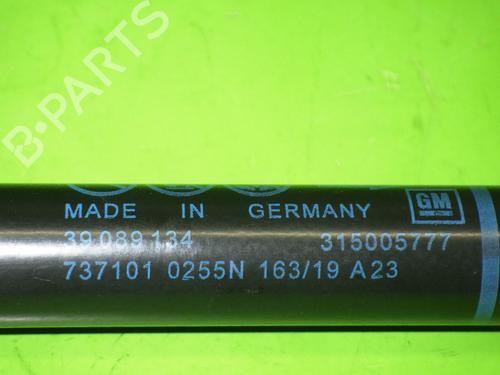 B-PARTS
MADE IN GERMANY
GM
39 089 134 315005777
737101 0255N 163/19 A23